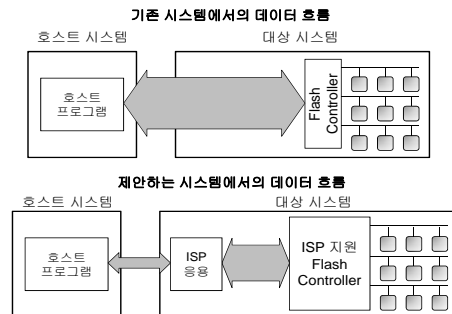 기존 시스템에서의 데이터 흐름
호스트 시스템
대상 시스템
호스트
프로그램
Flash
Controller
제안하는 시스템에서의 데이터 흐름
호스트 시스템
대상 시스템
호스트
프로그램
ISP
응용
ISP 지원
Flash
Controller